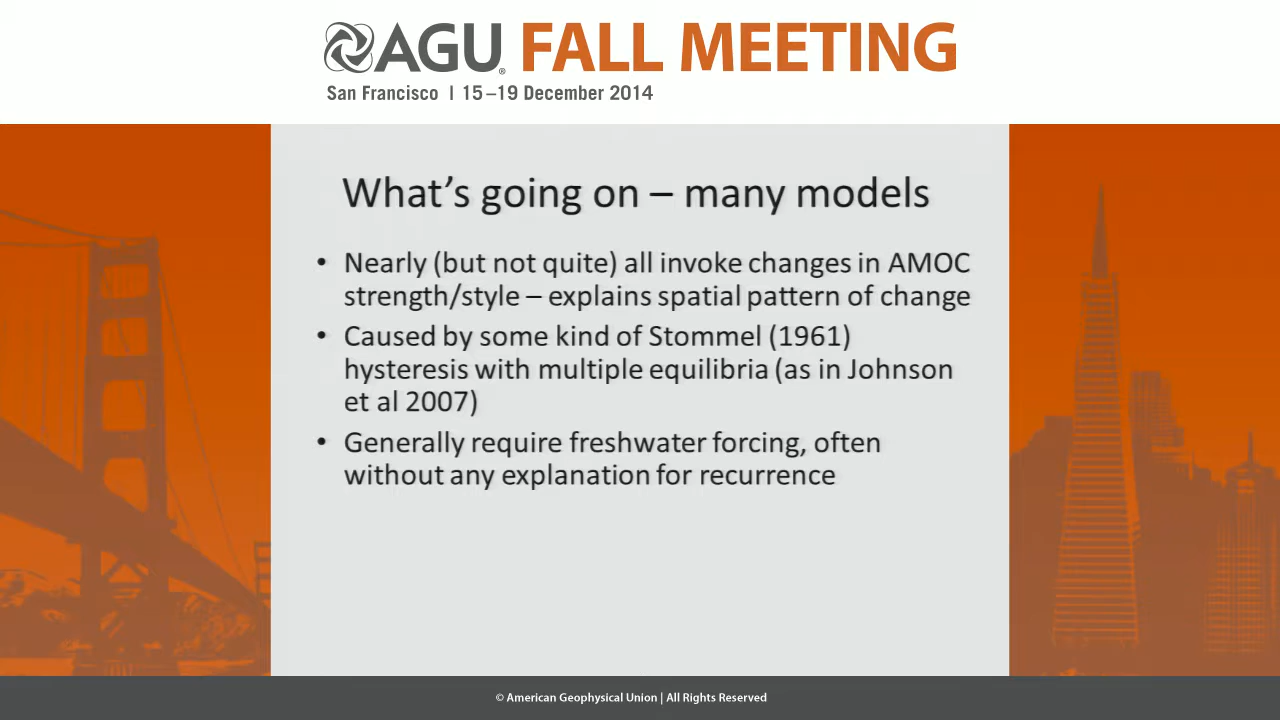 AGU® FALL MEETING
San Francisco | 15–19 December 2014
What's going on – many models
• Nearly (but not quite) all invoke changes in AMOC
strength/style – explains spatial pattern of change
• Caused by some kind of Stommel (1961)
hysteresis with multiple equilibria (as in Johnson
et al 2007)
• Generally require freshwater forcing, often
without any explanation for recurrence
© American Geophysical Union | All Rights Reserved